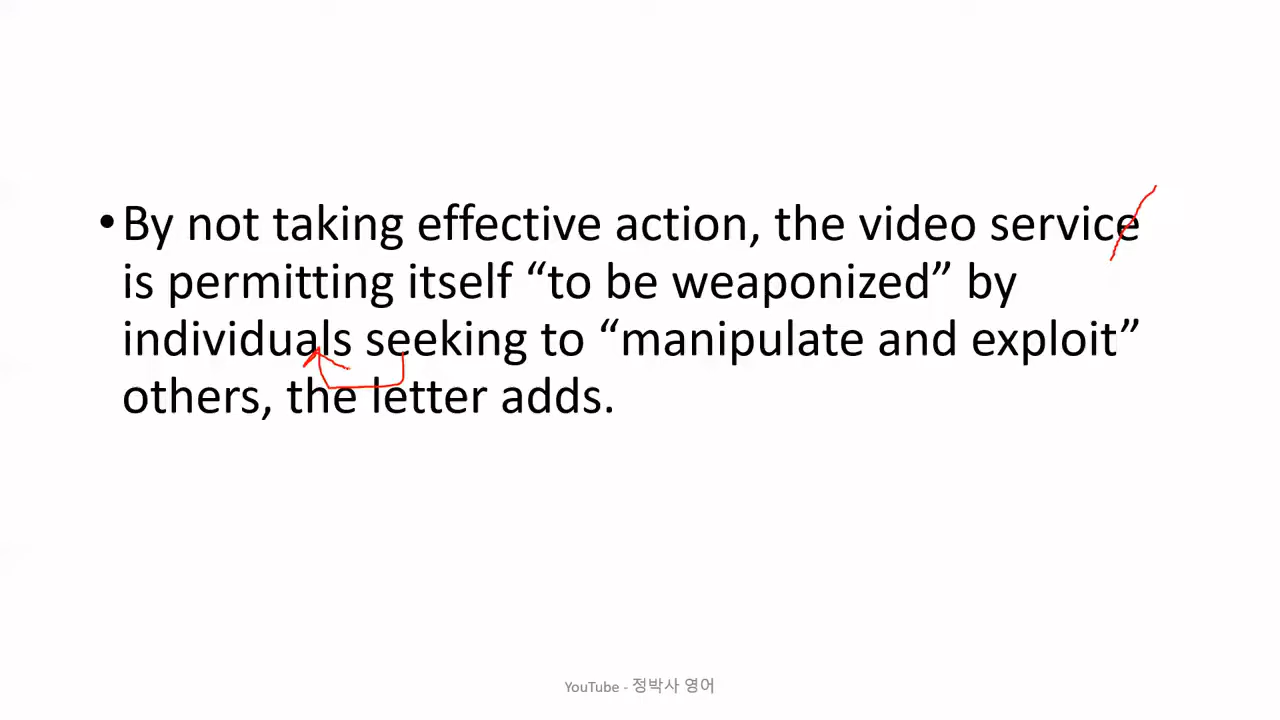 •By not taking effective action, the video service
is permitting itself “to be weaponized” by
individuals seeking to “manipulate and exploit”
others, the letter adds.
YouTube - 정박사 영어